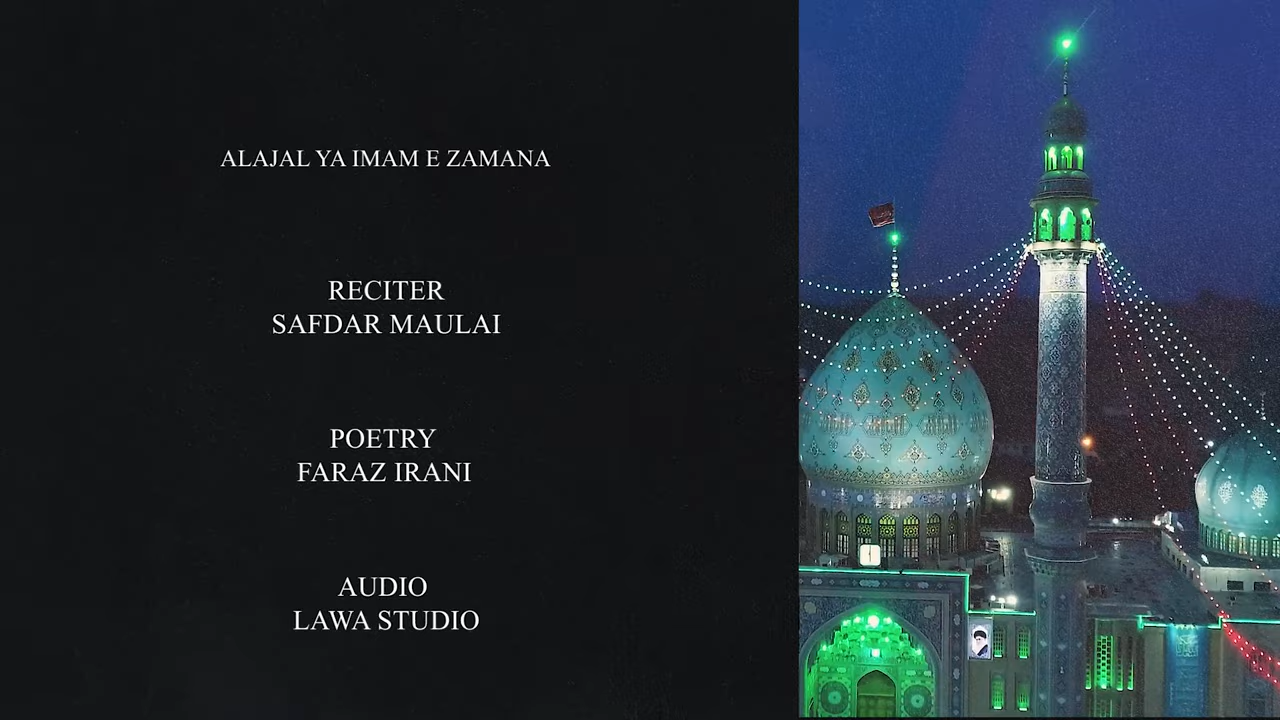 ALAJAL YA IMAM E ZAMANA
RECITER
SAFDAR MAULAI
POETRY
FARAZ IRANI
AUDIO
LAWA STUDIO